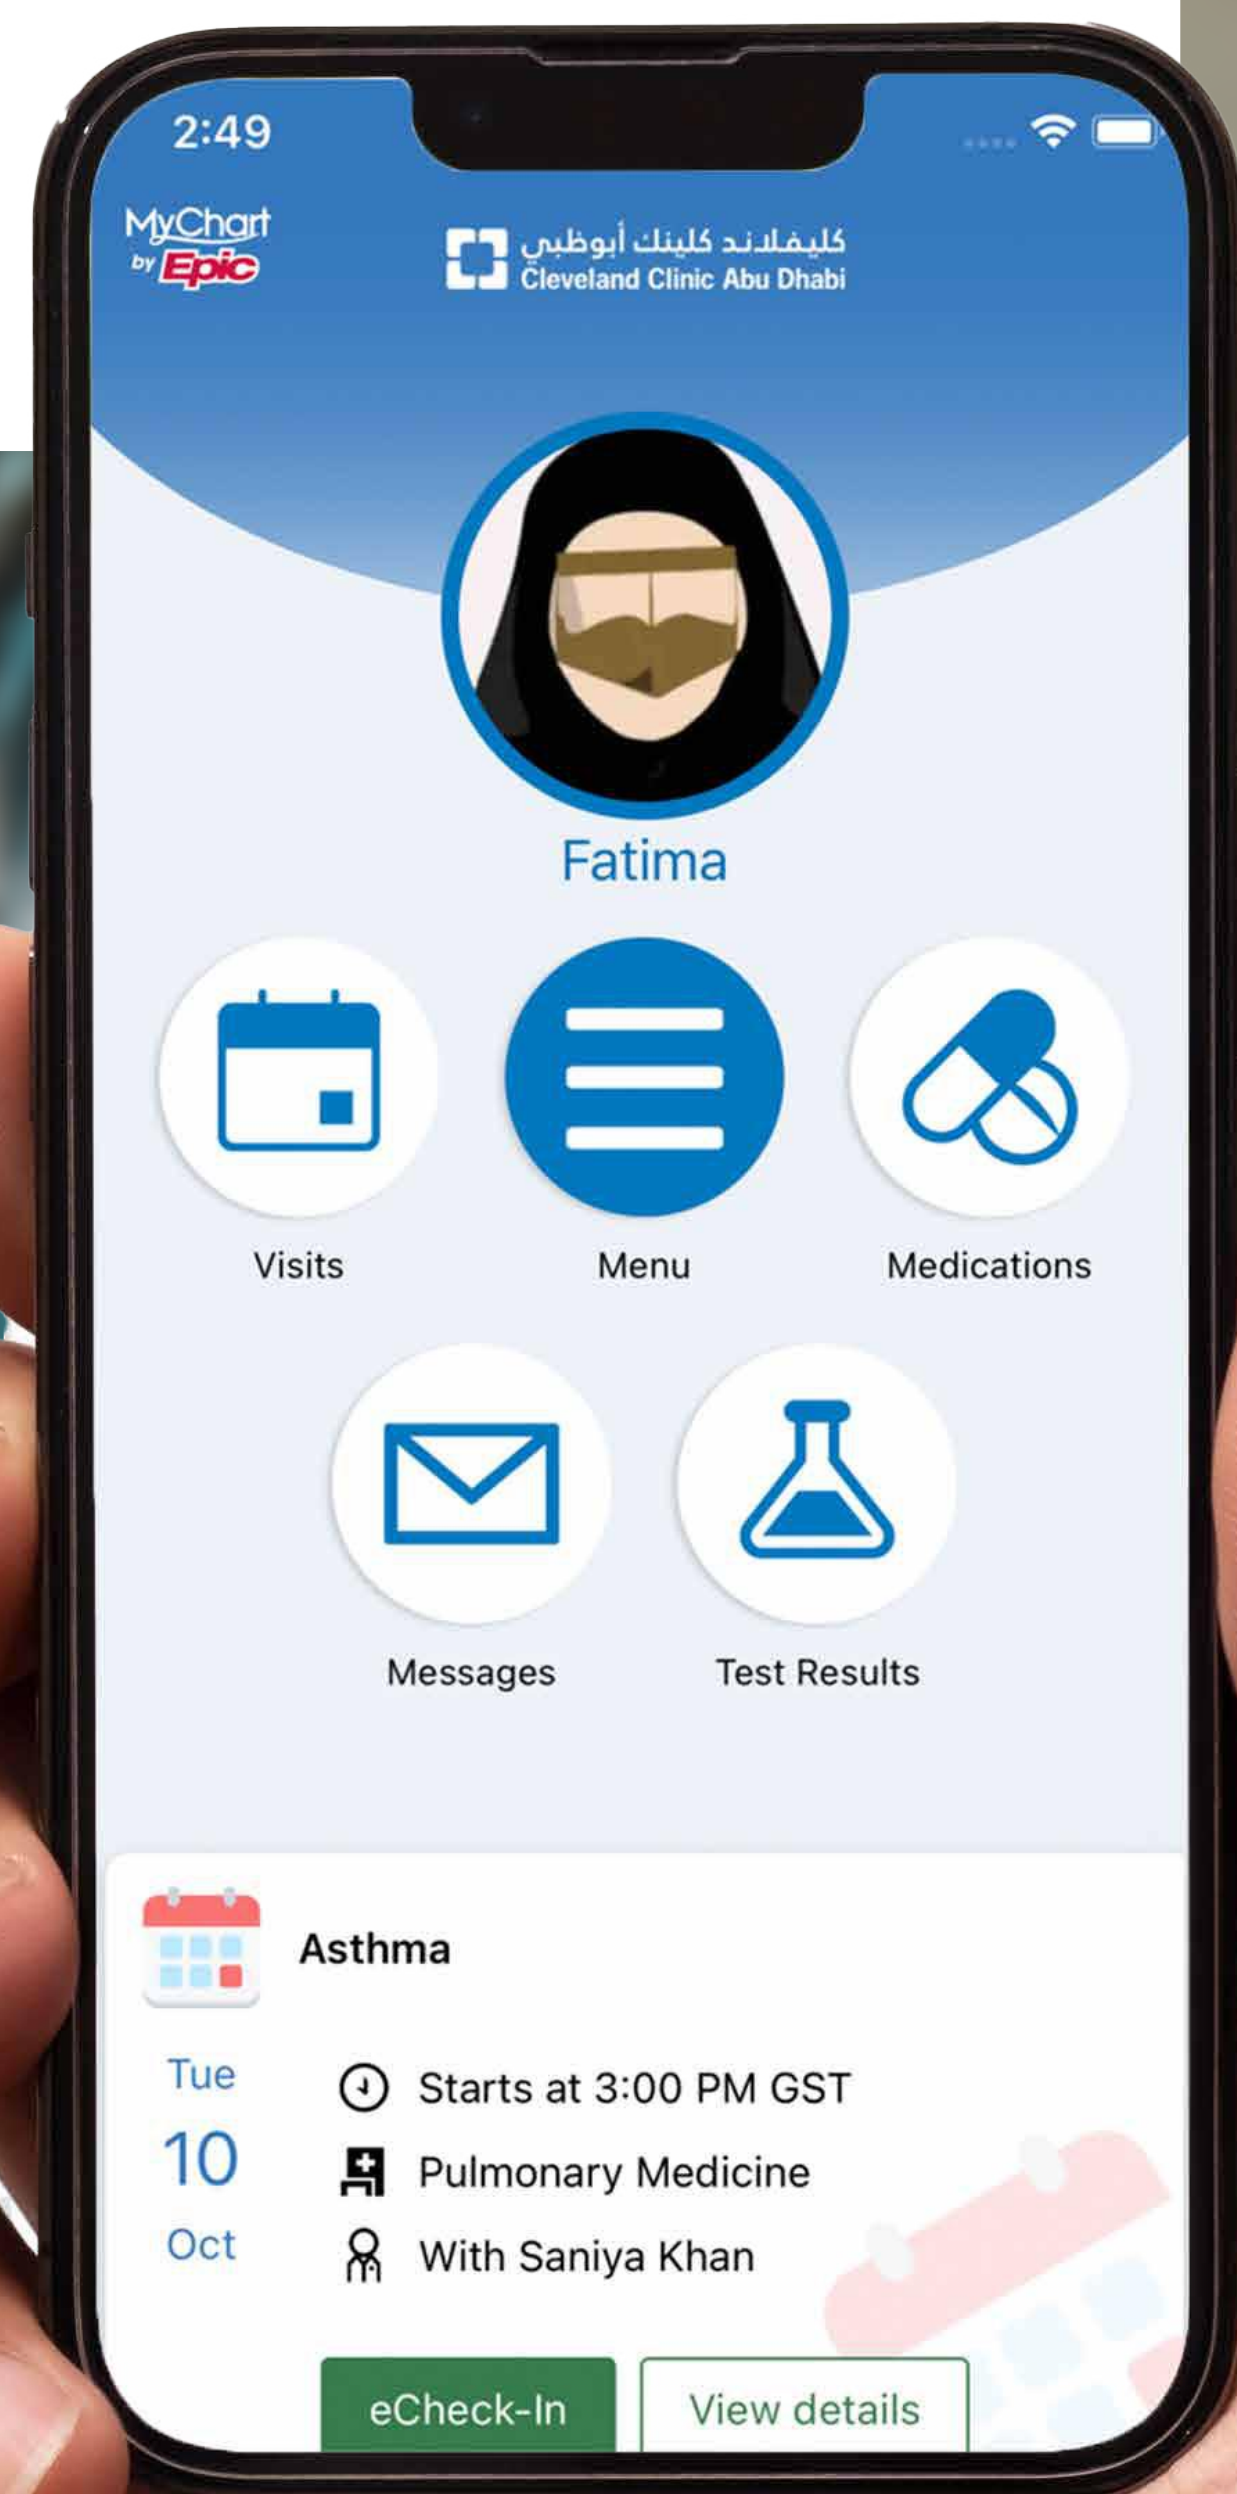 2:49
MyChart
by Epic
كليفلاند كلينك أبوظبي
Cleveland Clinic Abu Dhabi
Fatima
Visits
Menu
Medications
Messages
Test Results
Asthma
Tue
10
Oct
Starts at 3:00 PM GST
Pulmonary Medicine
With Saniya Khan
eCheck-In
View details